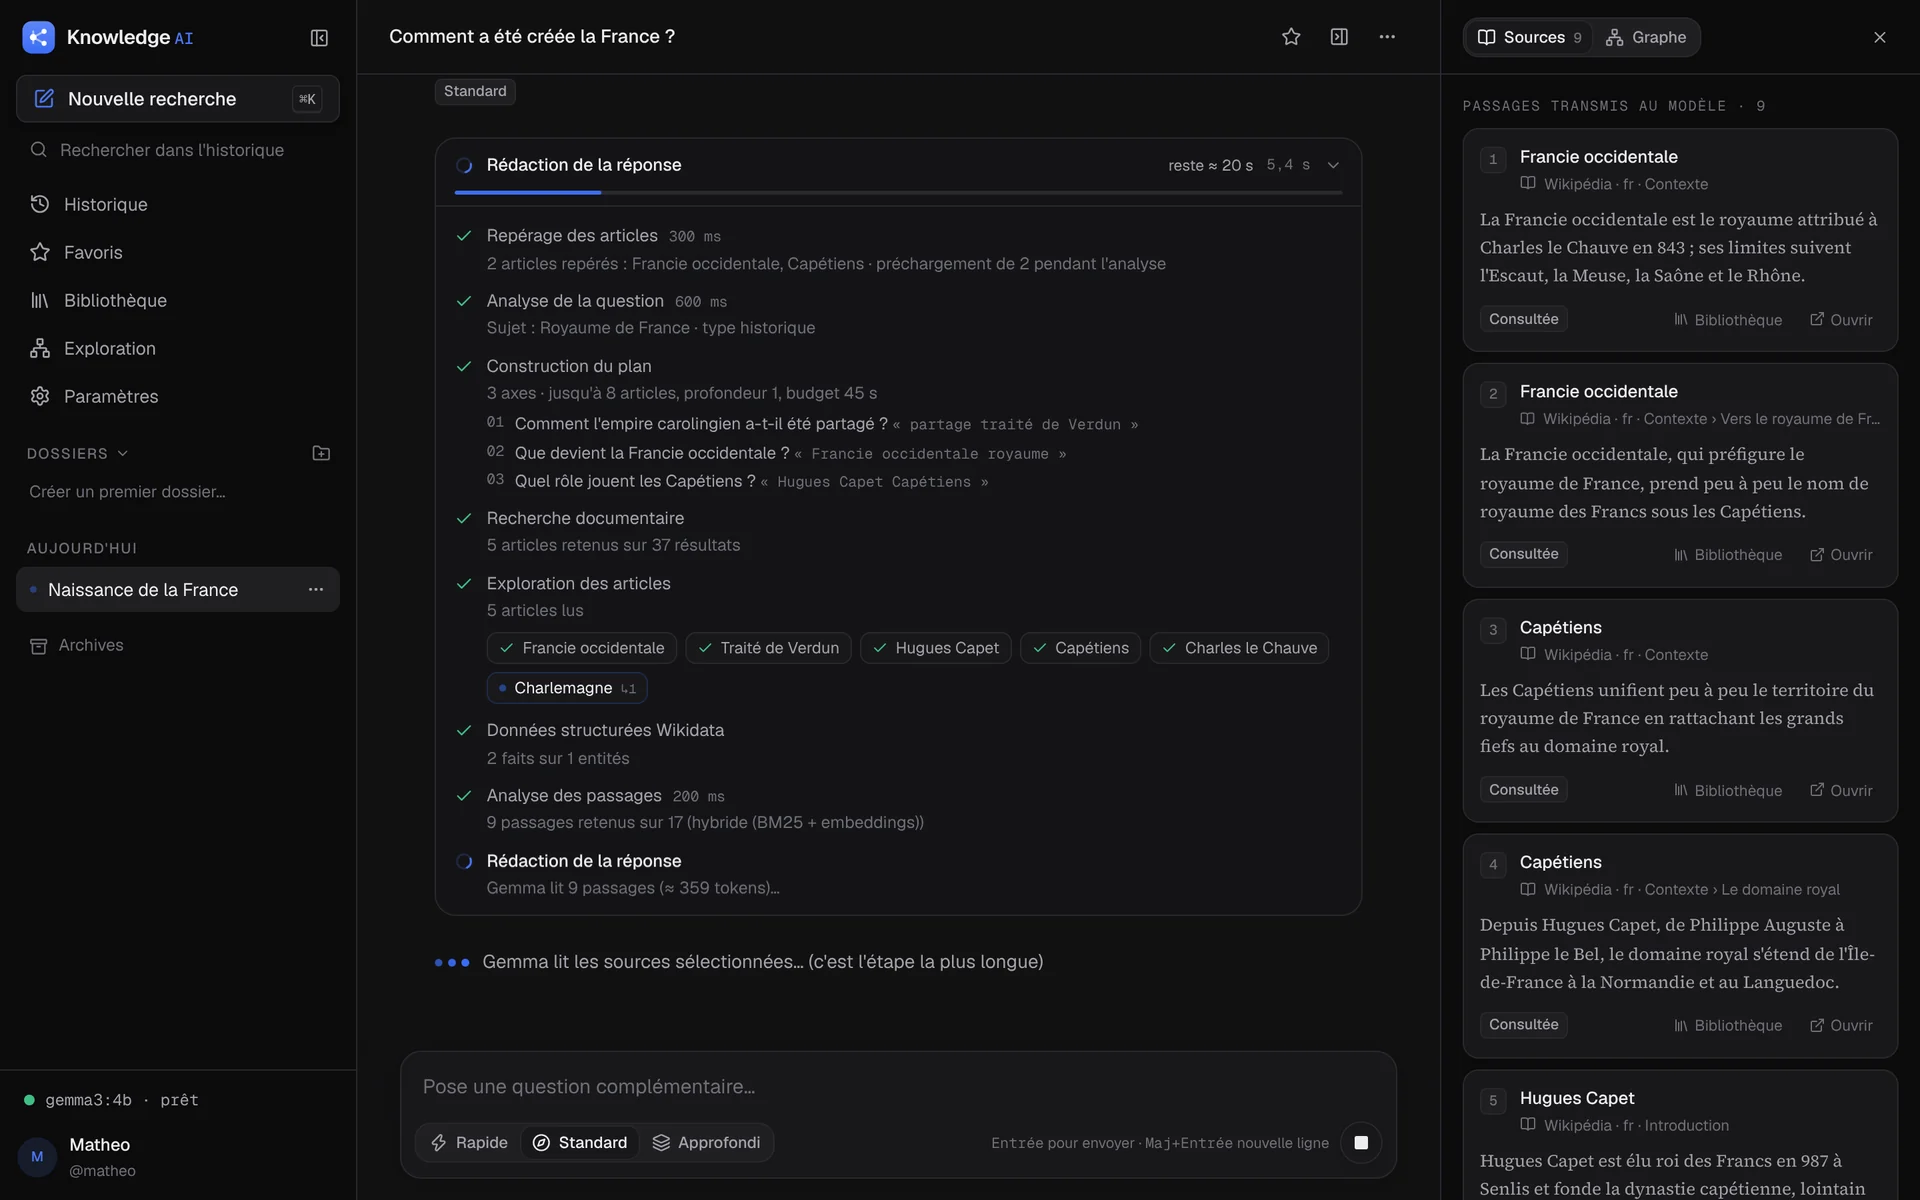 Knowledge AI
Nouvelle recherche ⌘K
Rechercher dans l'historique
Historique
Favoris
Bibliothèque
Exploration
Paramètres
DOSSIERS
Créer un premier dossier...
AUJOURD'HUI
Naissance de la France ···
Archives
gemma3:4b · prêt
M
Matheo
@matheo
Comment a été créée la France ?
Standard
Rédaction de la réponse reste ≈ 20 s 5,4 s
Repérage des articles 300 ms
2 articles repérés : Francie occidentale, Capétiens · préchargement de 2 pendant l'analyse
Analyse de la question 600 ms
Sujet : Royaume de France · type historique
Construction du plan
3 axes · jusqu'à 8 articles, profondeur 1, budget 45 s
01 Comment l'empire carolingien a-t-il été partagé ? « partage traité de Verdun »
02 Que devient la Francie occidentale ? « Francie occidentale royaume »
03 Quel rôle jouent les Capétiens ? « Hugues Capet Capétiens »
Recherche documentaire
5 articles retenus sur 37 résultats
Exploration des articles
5 articles lus
Francie occidentale Traité de Verdun Hugues Capet Capétiens Charles le Chauve
Charlemagne ↳1
Données structurées Wikidata
2 faits sur 1 entités
Analyse des passages 200 ms
9 passages retenus sur 17 (hybride (BM25 + embeddings))
Rédaction de la réponse
Gemma lit 9 passages (≈ 359 tokens)...
Gemma lit les sources sélectionnées... (c'est l'étape la plus longue)
Pose une question complémentaire...
Rapide Standard Approfondi
Entrée pour envoyer · Maj+Entrée nouvelle ligne
Sources 9 Graphe
PASSAGES TRANSMIS AU MODÈLE · 9
1 Francie occidentale
Wikipédia · fr · Contexte
La Francie occidentale est le royaume attribué à
Charles le Chauve en 843 ; ses limites suivent
l'Escaut, la Meuse, la Saône et le Rhône.
Consultée Bibliothèque Ouvrir
2 Francie occidentale
Wikipédia · fr · Contexte › Vers le royaume de Fr...
La Francie occidentale, qui préfigure le
royaume de France, prend peu à peu le nom de
royaume des Francs sous les Capétiens.
Consultée Bibliothèque Ouvrir
3 Capétiens
Wikipédia · fr · Contexte
Les Capétiens unifient peu à peu le territoire du
royaume de France en rattachant les grands
fiefs au domaine royal.
Consultée Bibliothèque Ouvrir
4 Capétiens
Wikipédia · fr · Contexte › Le domaine royal
Depuis Hugues Capet, de Philippe Auguste à
Philippe le Bel, le domaine royal s'étend de l'Île-
de-France à la Normandie et au Languedoc.
Consultée Bibliothèque Ouvrir
5 Hugues Capet
Wikipédia · fr · Introduction
Hugues Capet est élu roi des Francs en 987 à
Senlis et fonde la dynastie capétienne, lointain